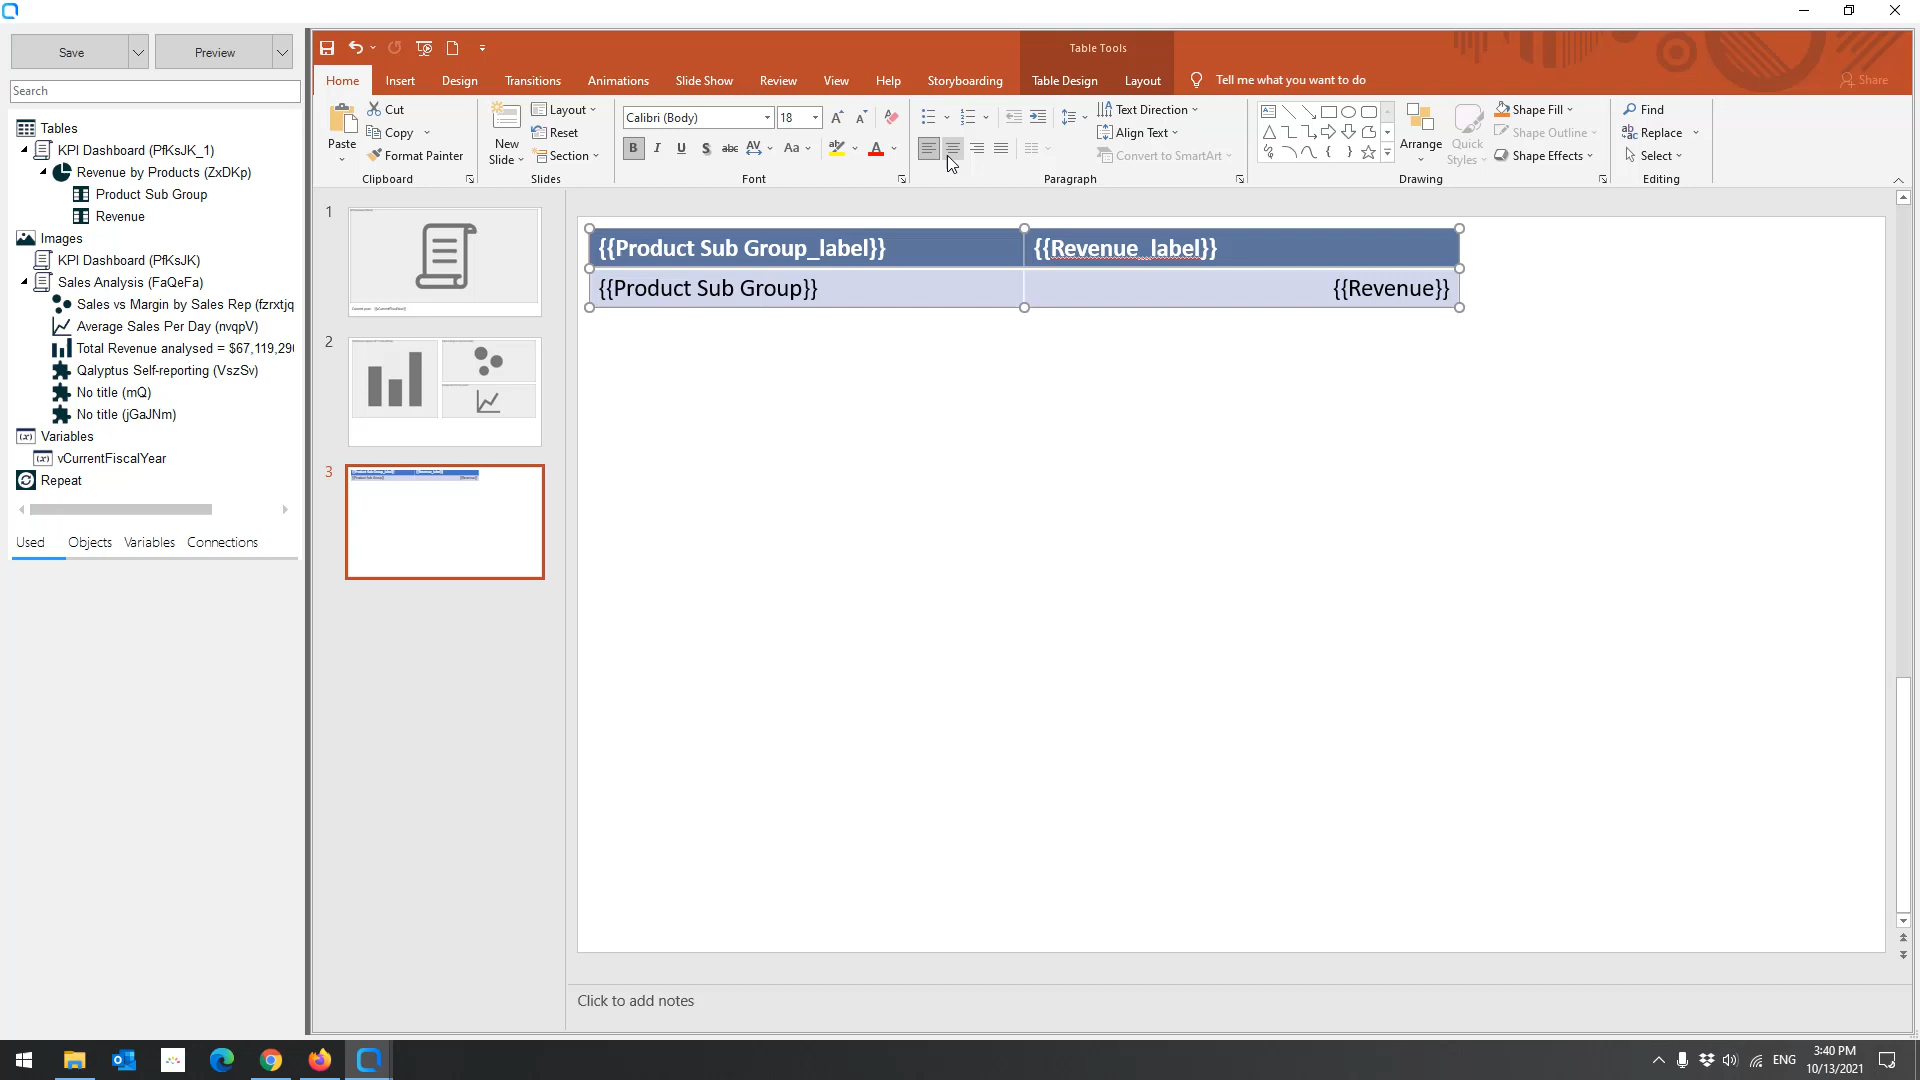 Save
Preview
Search
Tables
KPI Dashboard (PfKsJK_1)
Revenue by Products (ZxDKp)
Product Sub Group
Revenue
Images
KPI Dashboard (PfKsJK)
Sales Analysis (FaQeFa)
Sales vs Margin by Sales Rep (fzrxtjq
Average Sales Per Day (nvqpV)
Total Revenue analysed = $67,119,290
Qalyptus Self-reporting (VszSv)
No title (mQ)
No title (jGaJNm)
Variables
vCurrentFiscalYear
Repeat
Used Objects Variables Connections
Table Tools
Home Insert Design Transitions Animations Slide Show Review View Help Storyboarding Table Design Layout Tell me what you want to do Share
Paste
Cut
Copy
Format Painter
Clipboard
New Slide
Layout
Reset
Section
Slides
Calibri (Body) 18
B I U S abc AV Aa A
Font
Text Direction
Align Text
Convert to SmartArt
Paragraph
Arrange
Quick Styles
Shape Fill
Shape Outline
Shape Effects
Drawing
Find
Replace
Select
Editing
1
2
3
{{Product Sub Group_label}} {{Revenue_label}}
{{Product Sub Group}} {{Revenue}}
Click to add notes
ENG
3:40 PM
10/13/2021